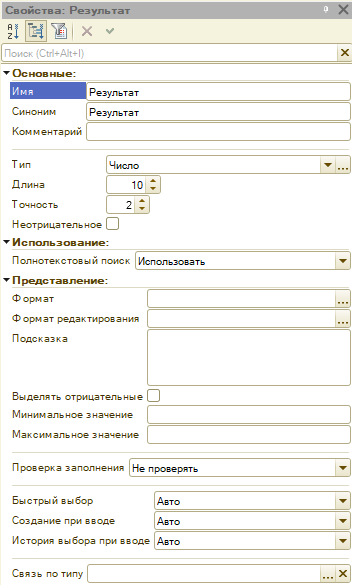 Свойства: Результат
Поиск (Ctrl+Alt+I)
Основные:
Имя Результат
Синоним Результат
Комментарий
Тип Число
Длина 10
Точность 2
Неотрицательное
Использование:
Полнотекстовый поиск Использовать
Представление:
Формат
Формат редактирования
Подсказка
Выделять отрицательные
Минимальное значение
Максимальное значение
Проверка заполнения Не проверять
Быстрый выбор Авто
Создание при вводе Авто
История выбора при вводе Авто
Связь по типу